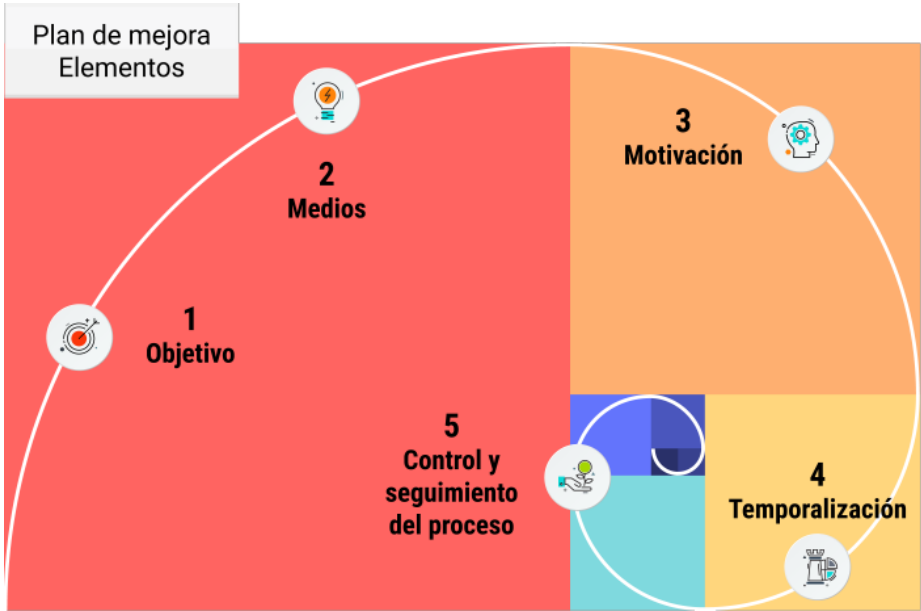 Plan de mejora
Elementos
1
Objetivo
2
Medios
3
Motivación
4
Temporalización
5
Control y
seguimiento
del proceso